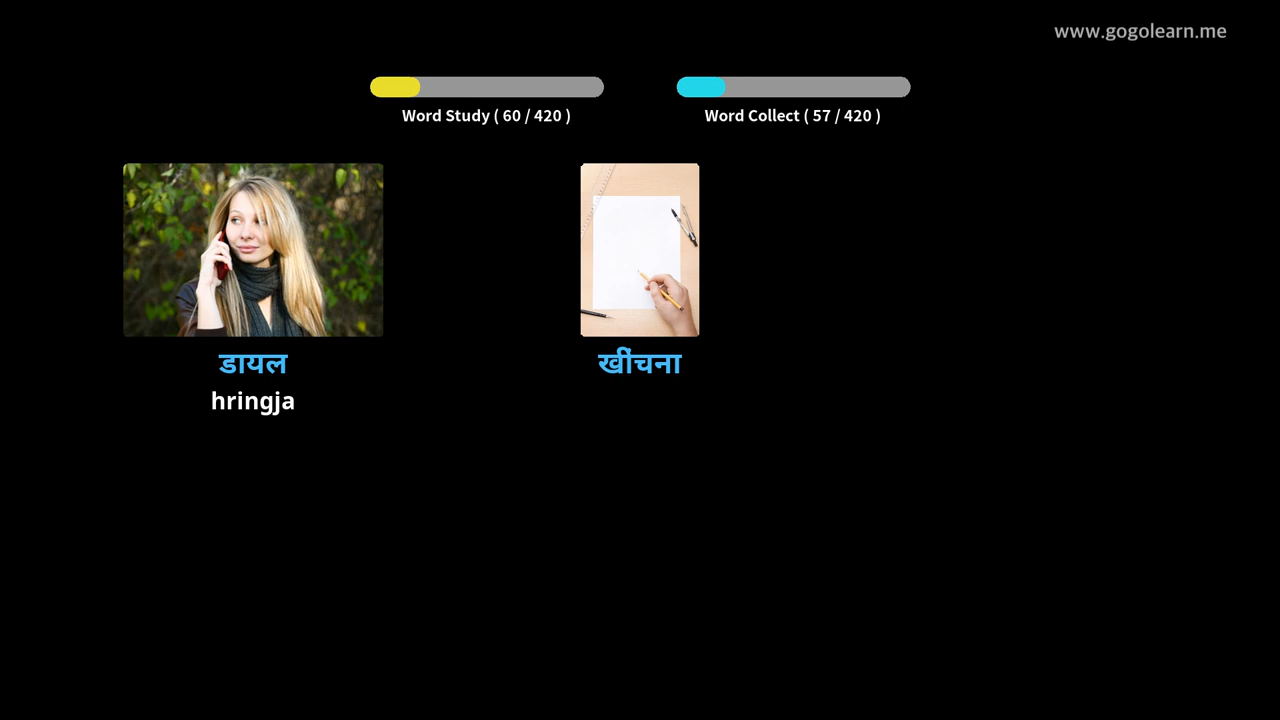 www.gogolearn.me
Word Study ( 60 / 420 )
Word Collect ( 57 / 420 )
डायल
hringja
खींचना